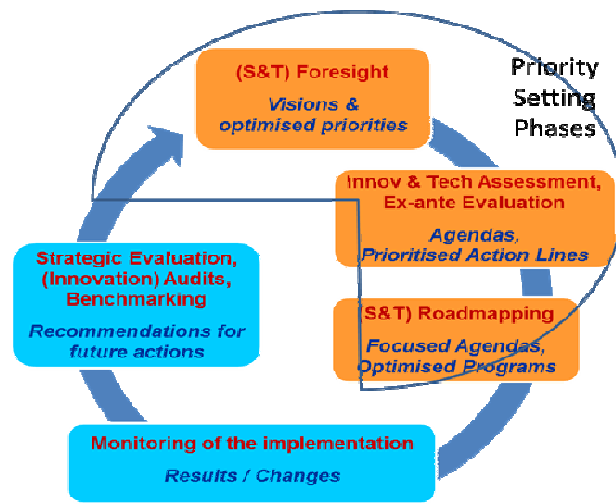 (S&T) Foresight
Visions &
optimised priorities
Priority
Setting
Phases
Innov & Tech Assessment,
Ex-ante Evaluation
Agendas,
Prioritised Action Lines
(S&T) Roadmapping
Focused Agendas,
Optimised Programs
Monitoring of the implementation
Results / Changes
Strategic Evaluation,
(Innovation) Audits,
Benchmarking
Recommendations for
future actions